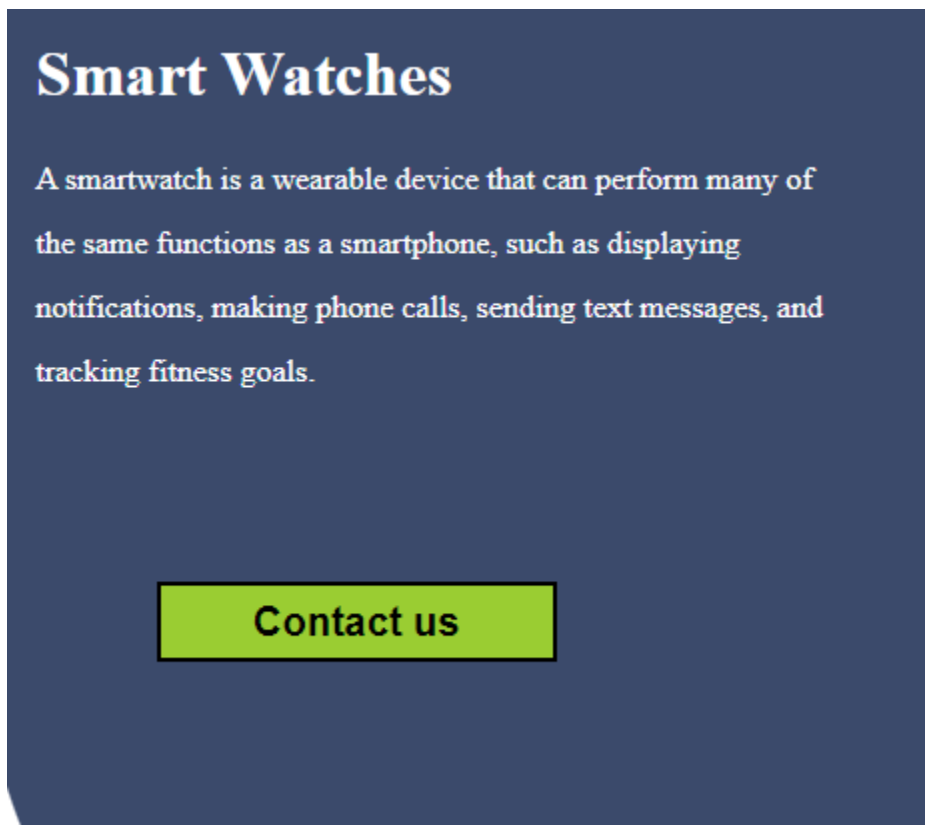 Smart Watches
A smartwatch is a wearable device that can perform many of
the same functions as a smartphone, such as displaying
notifications, making phone calls, sending text messages, and
tracking fitness goals.
Contact us